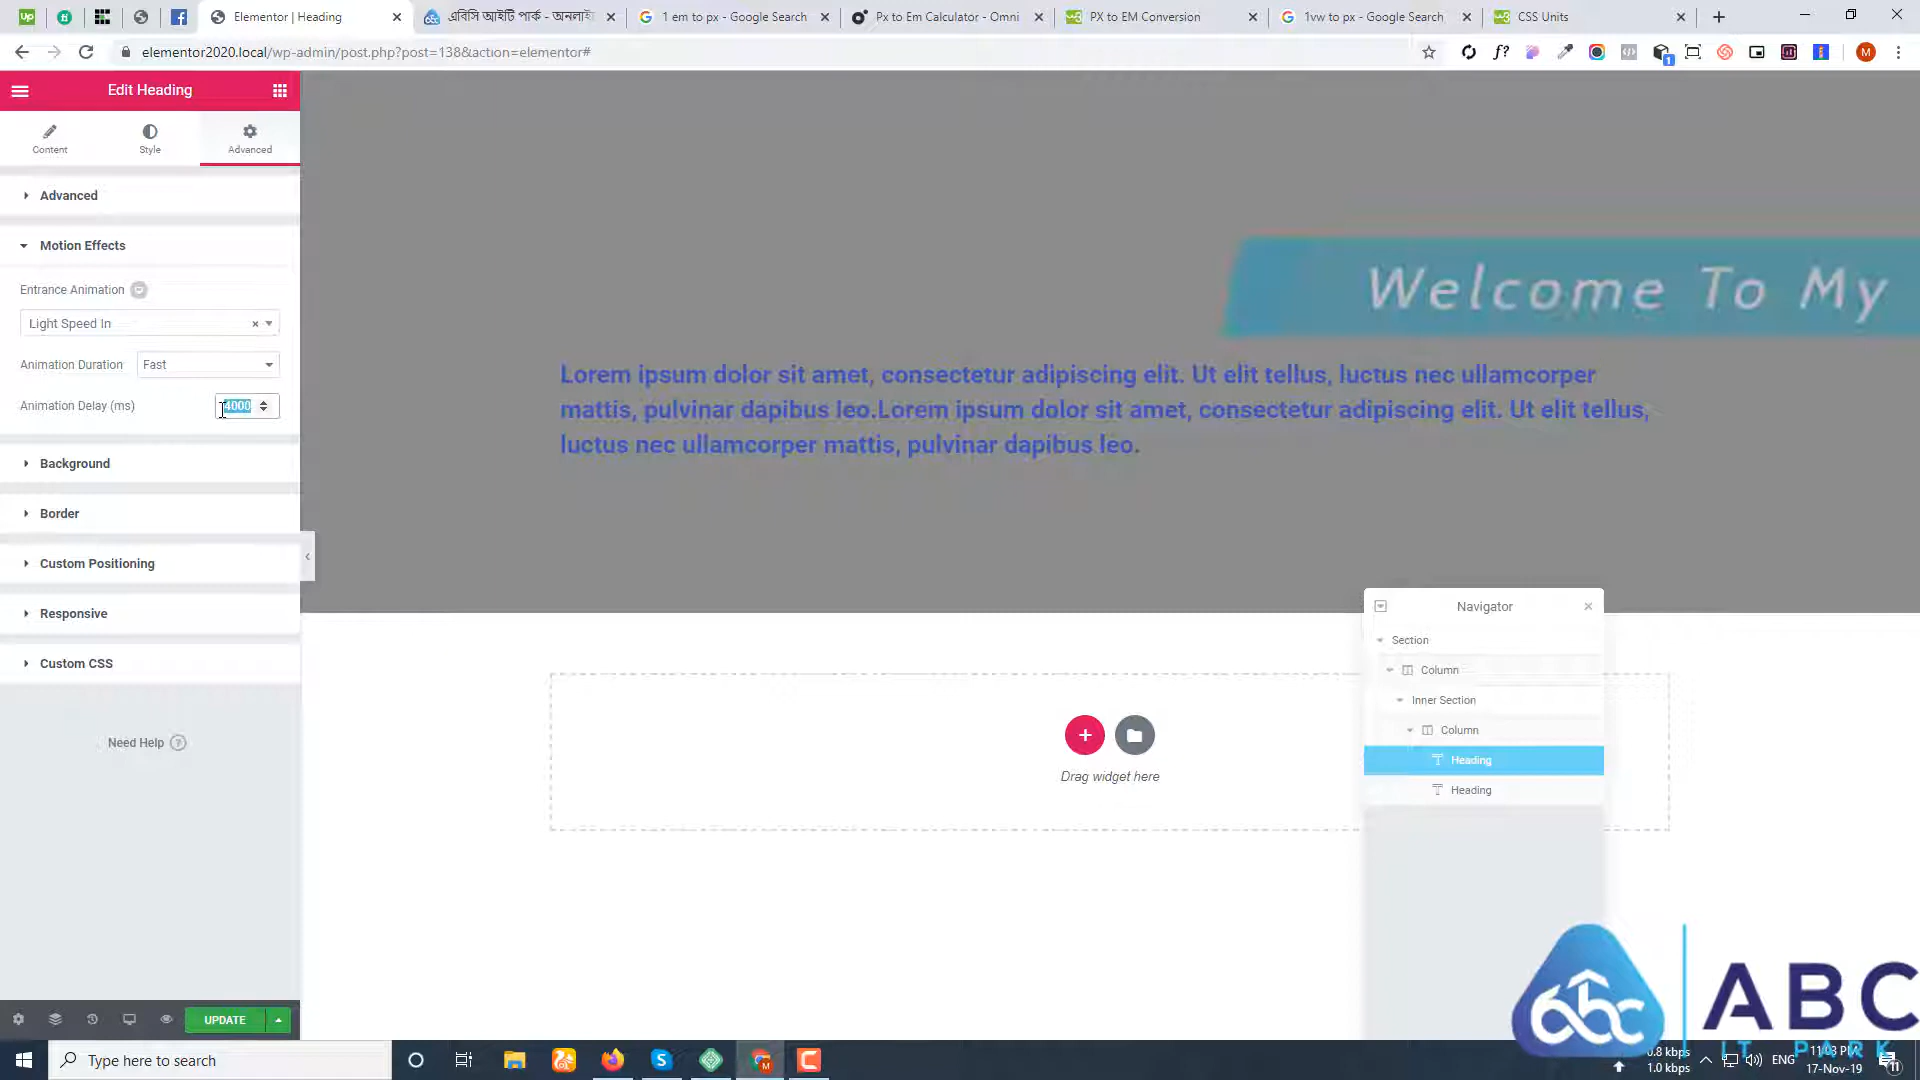 Elementor | Heading
এবিসি আইটি পার্ক - অনলাই
1 em to px - Google Search
Px to Em Calculator - Omni
PX to EM Conversion
1vw to px - Google Search
CSS Units
elementor2020.local/wp-admin/post.php?post=138&action=elementor#
Edit Heading
Content
Style
Advanced
Advanced
Motion Effects
Entrance Animation
Light Speed In
Animation Duration
Fast
Animation Delay (ms)
4000
Background
Border
Custom Positioning
Responsive
Custom CSS
Need Help
UPDATE
Welcome To My
Lorem ipsum dolor sit amet, consectetur adipiscing elit. Ut elit tellus, luctus nec ullamcorper
mattis, pulvinar dapibus leo.Lorem ipsum dolor sit amet, consectetur adipiscing elit. Ut elit tellus,
luctus nec ullamcorper mattis, pulvinar dapibus leo.
Drag widget here
Navigator
Section
Column
Inner Section
Column
Heading
Heading
abc
ABC
IT PARK
Type here to search
0.8 kbps
1.0 kbps
ENG
11:03 PM
17-Nov-19